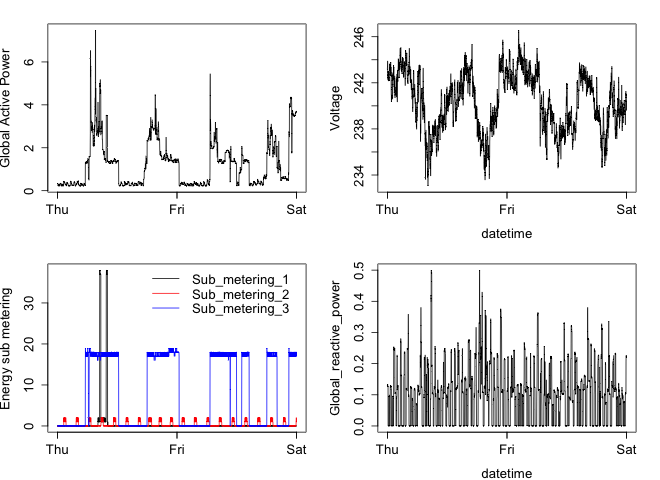 Global Active Power
0 2 4 6
Thu Fri Sat
Voltage
234 238 242 246
Thu Fri Sat
datetime
Energy sub metering
0 10 20 30
Sub_metering_1
Sub_metering_2
Sub_metering_3
Thu Fri Sat
Global_reactive_power
0.0 0.1 0.2 0.3 0.4 0.5
Thu Fri Sat
datetime